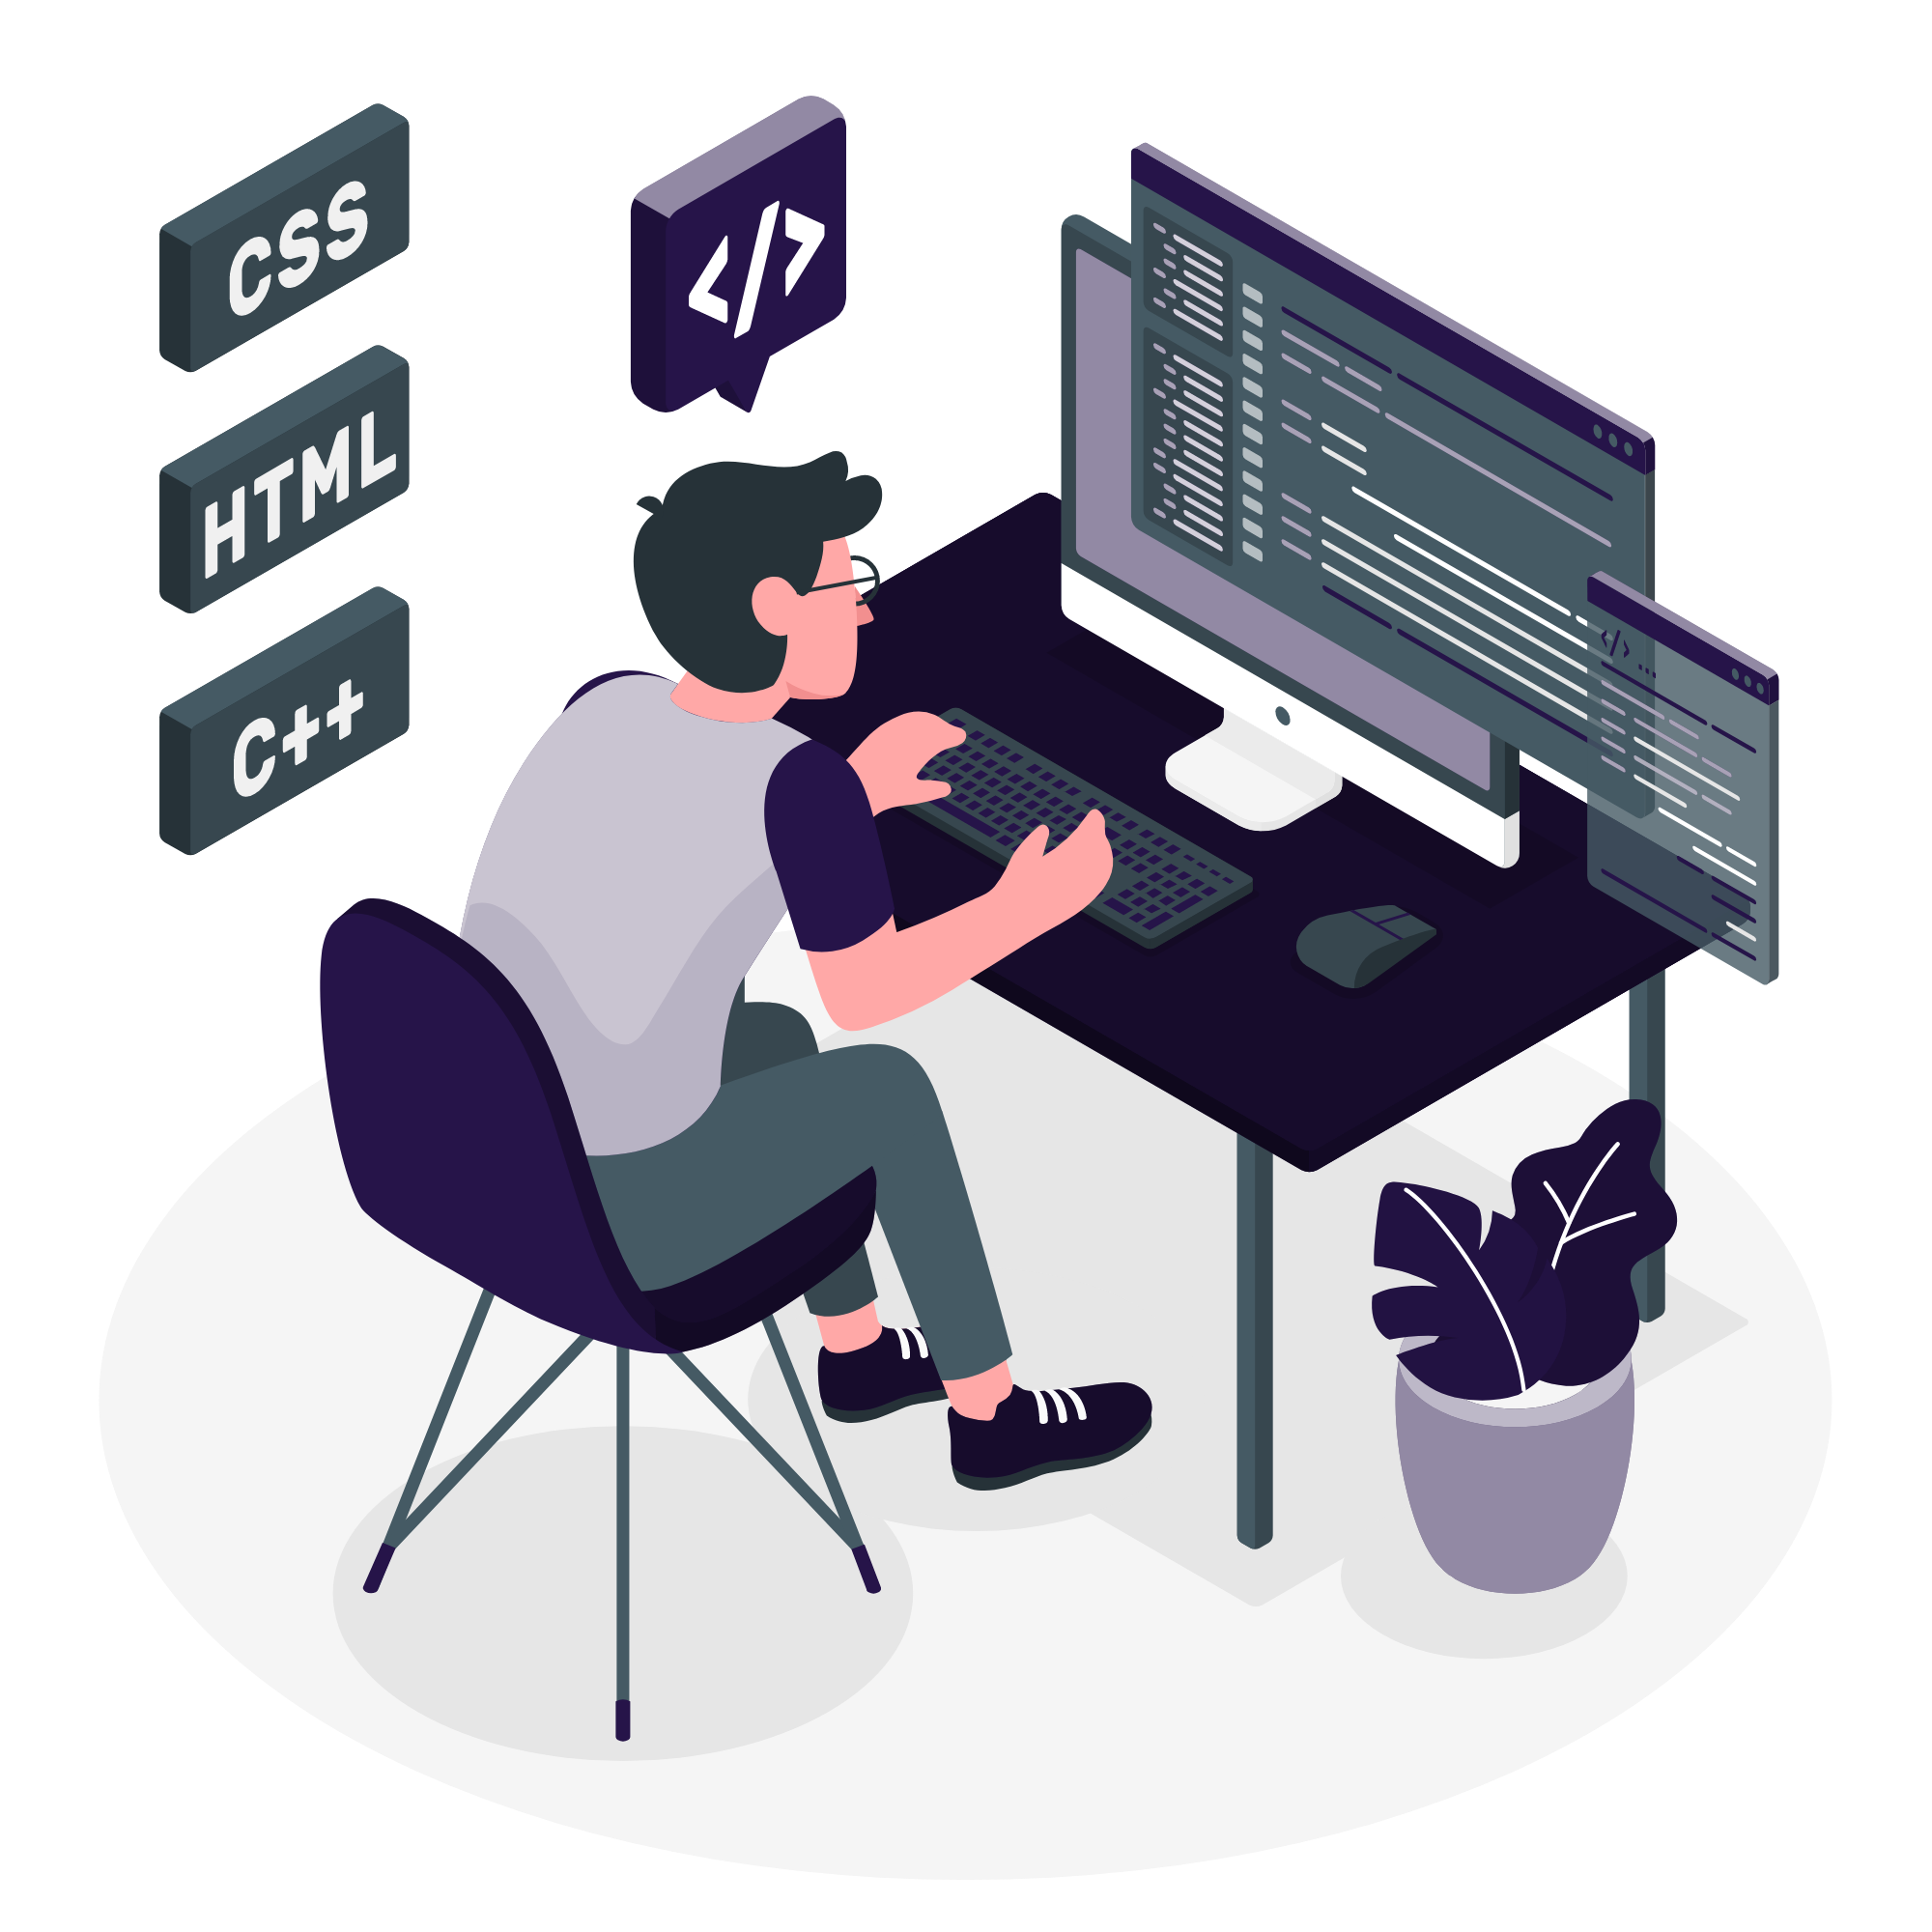 CSS
</>
HTML
C++
</> ...